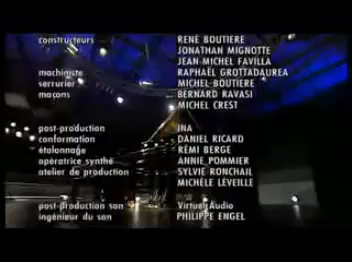 constructeurs RENÉ BOUTIERE
JONATHAN MIGNOTTE
JEAN-MICHEL FAVILLA
machiniste RAPHAËL GROTTADAUREA
serrurier MICHEL BOUTIERE
maçons BERNARD RAVASI
MICHEL CREST
post-production INA
conformation DANIEL RICARD
étalonnage RÉMI BERGÉ
opératrice synthé ANNIE POMMIER
atelier de production SYLVIE RONCHAIL
MICHÈLE LÉVEILLÉ
post production son Virtuel Audio
ingénieur du son PHILIPPE ENGEL